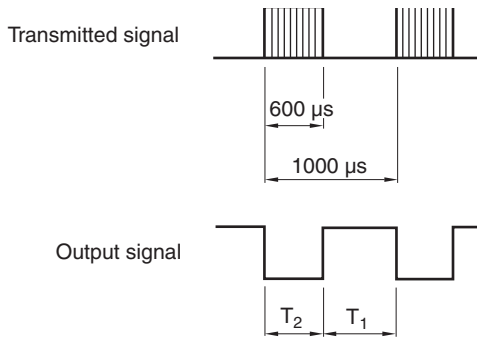 Transmitted signal
600 µs
1000 µs
Output signal
T₂ T₁